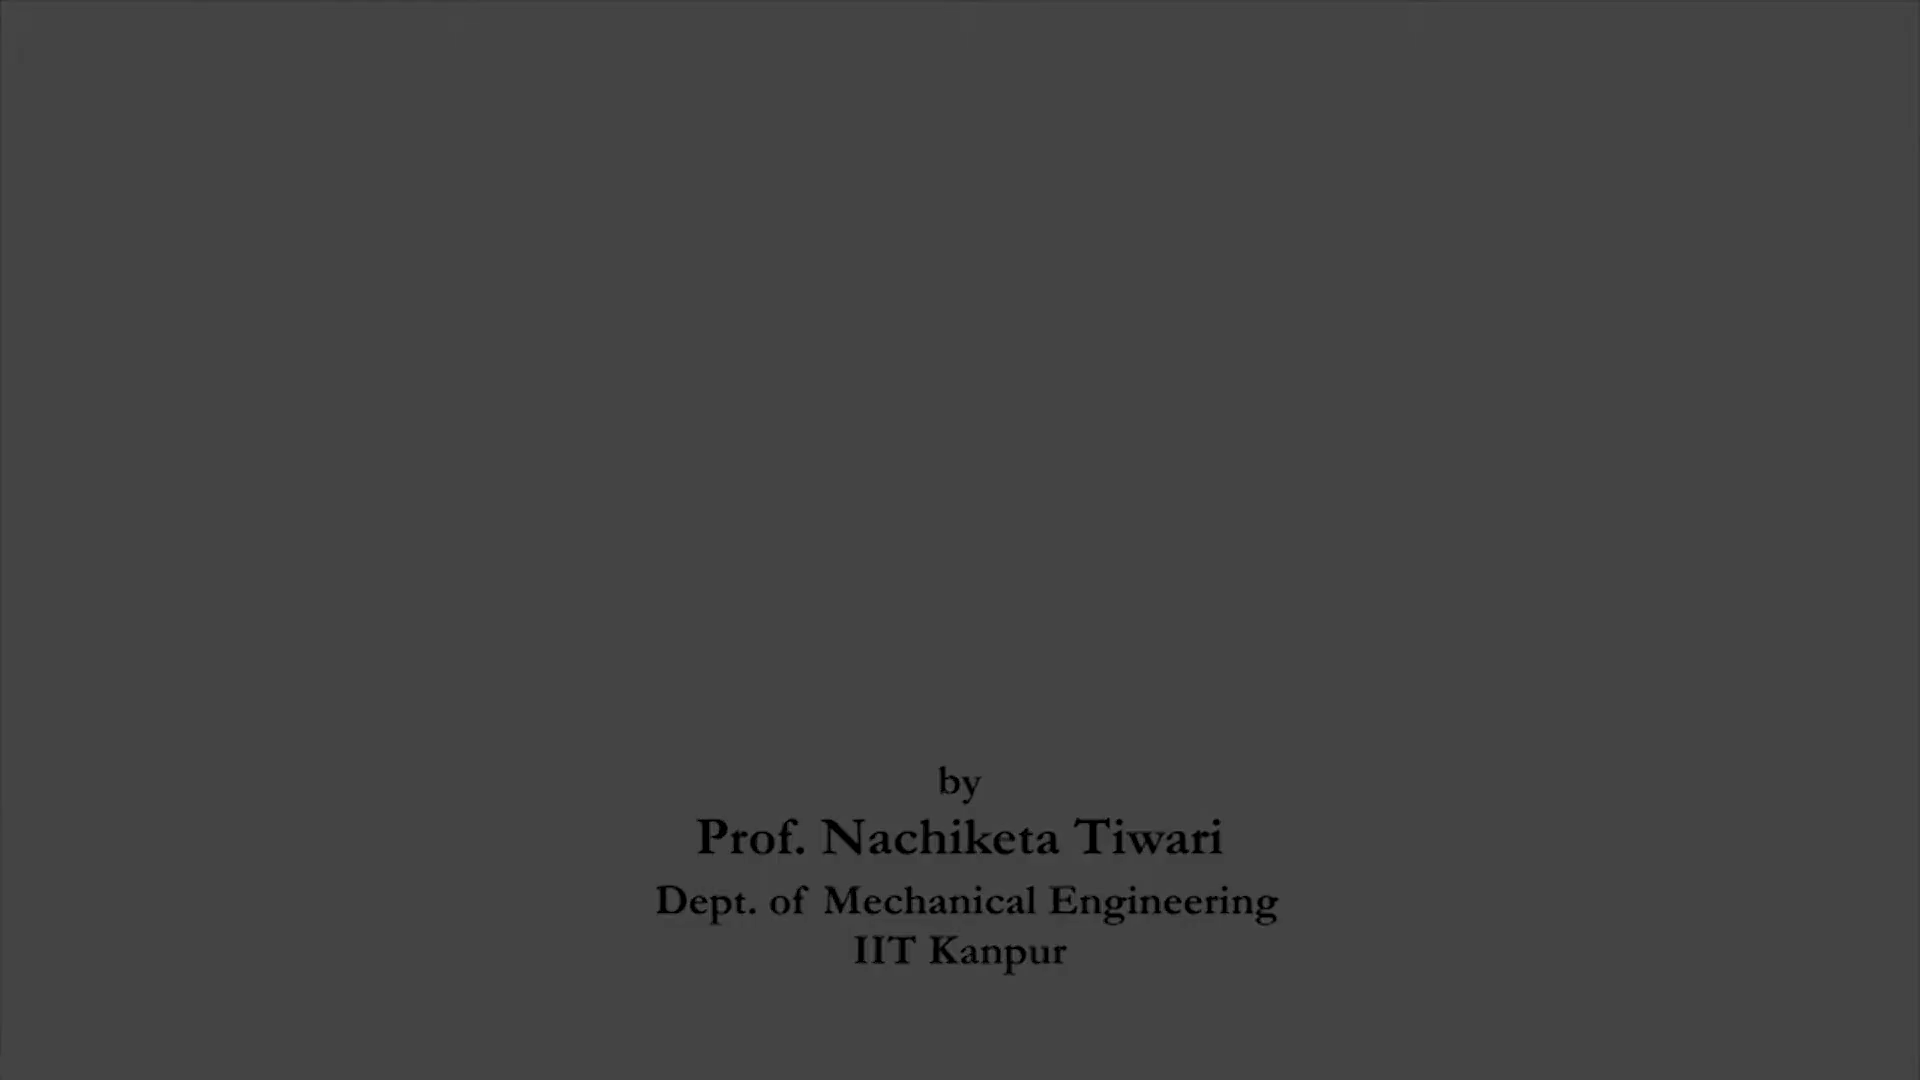 by
Prof. Nachiketa Tiwari
Dept. of Mechanical Engineering
IIT Kanpur